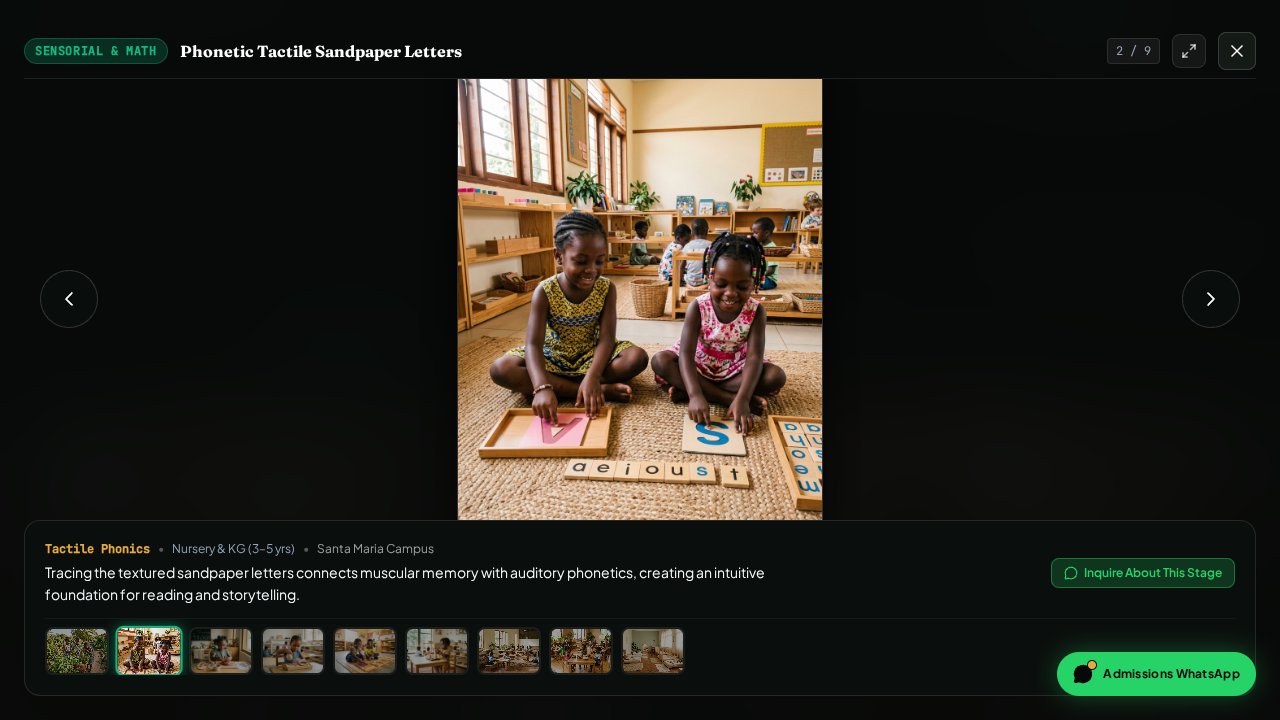 SENSORIAL & MATH
Phonetic Tactile Sandpaper Letters
2 / 9
S
a e i o u s t
Tactile Phonics • Nursery & KG (3–5 yrs) • Santa Maria Campus
Tracing the textured sandpaper letters connects muscular memory with auditory phonetics, creating an intuitive
foundation for reading and storytelling.
Inquire About This Stage
Admissions WhatsApp